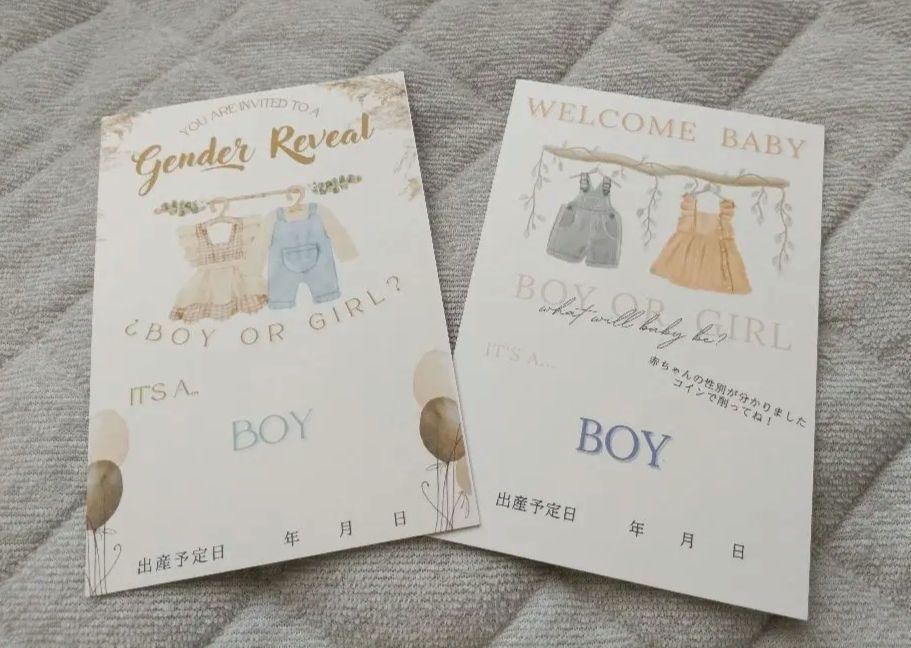 YOU ARE INVITED TO A
Gender Reveal
¿BOY OR GIRL?
IT'S A...
BOY
出産予定日 年 月 日
WELCOME BABY
BOY OR GIRL
what will baby be?
IT'S A...
赤ちゃんの性別が分かりました
コインで削ってね！
BOY
出産予定日 年 月 日